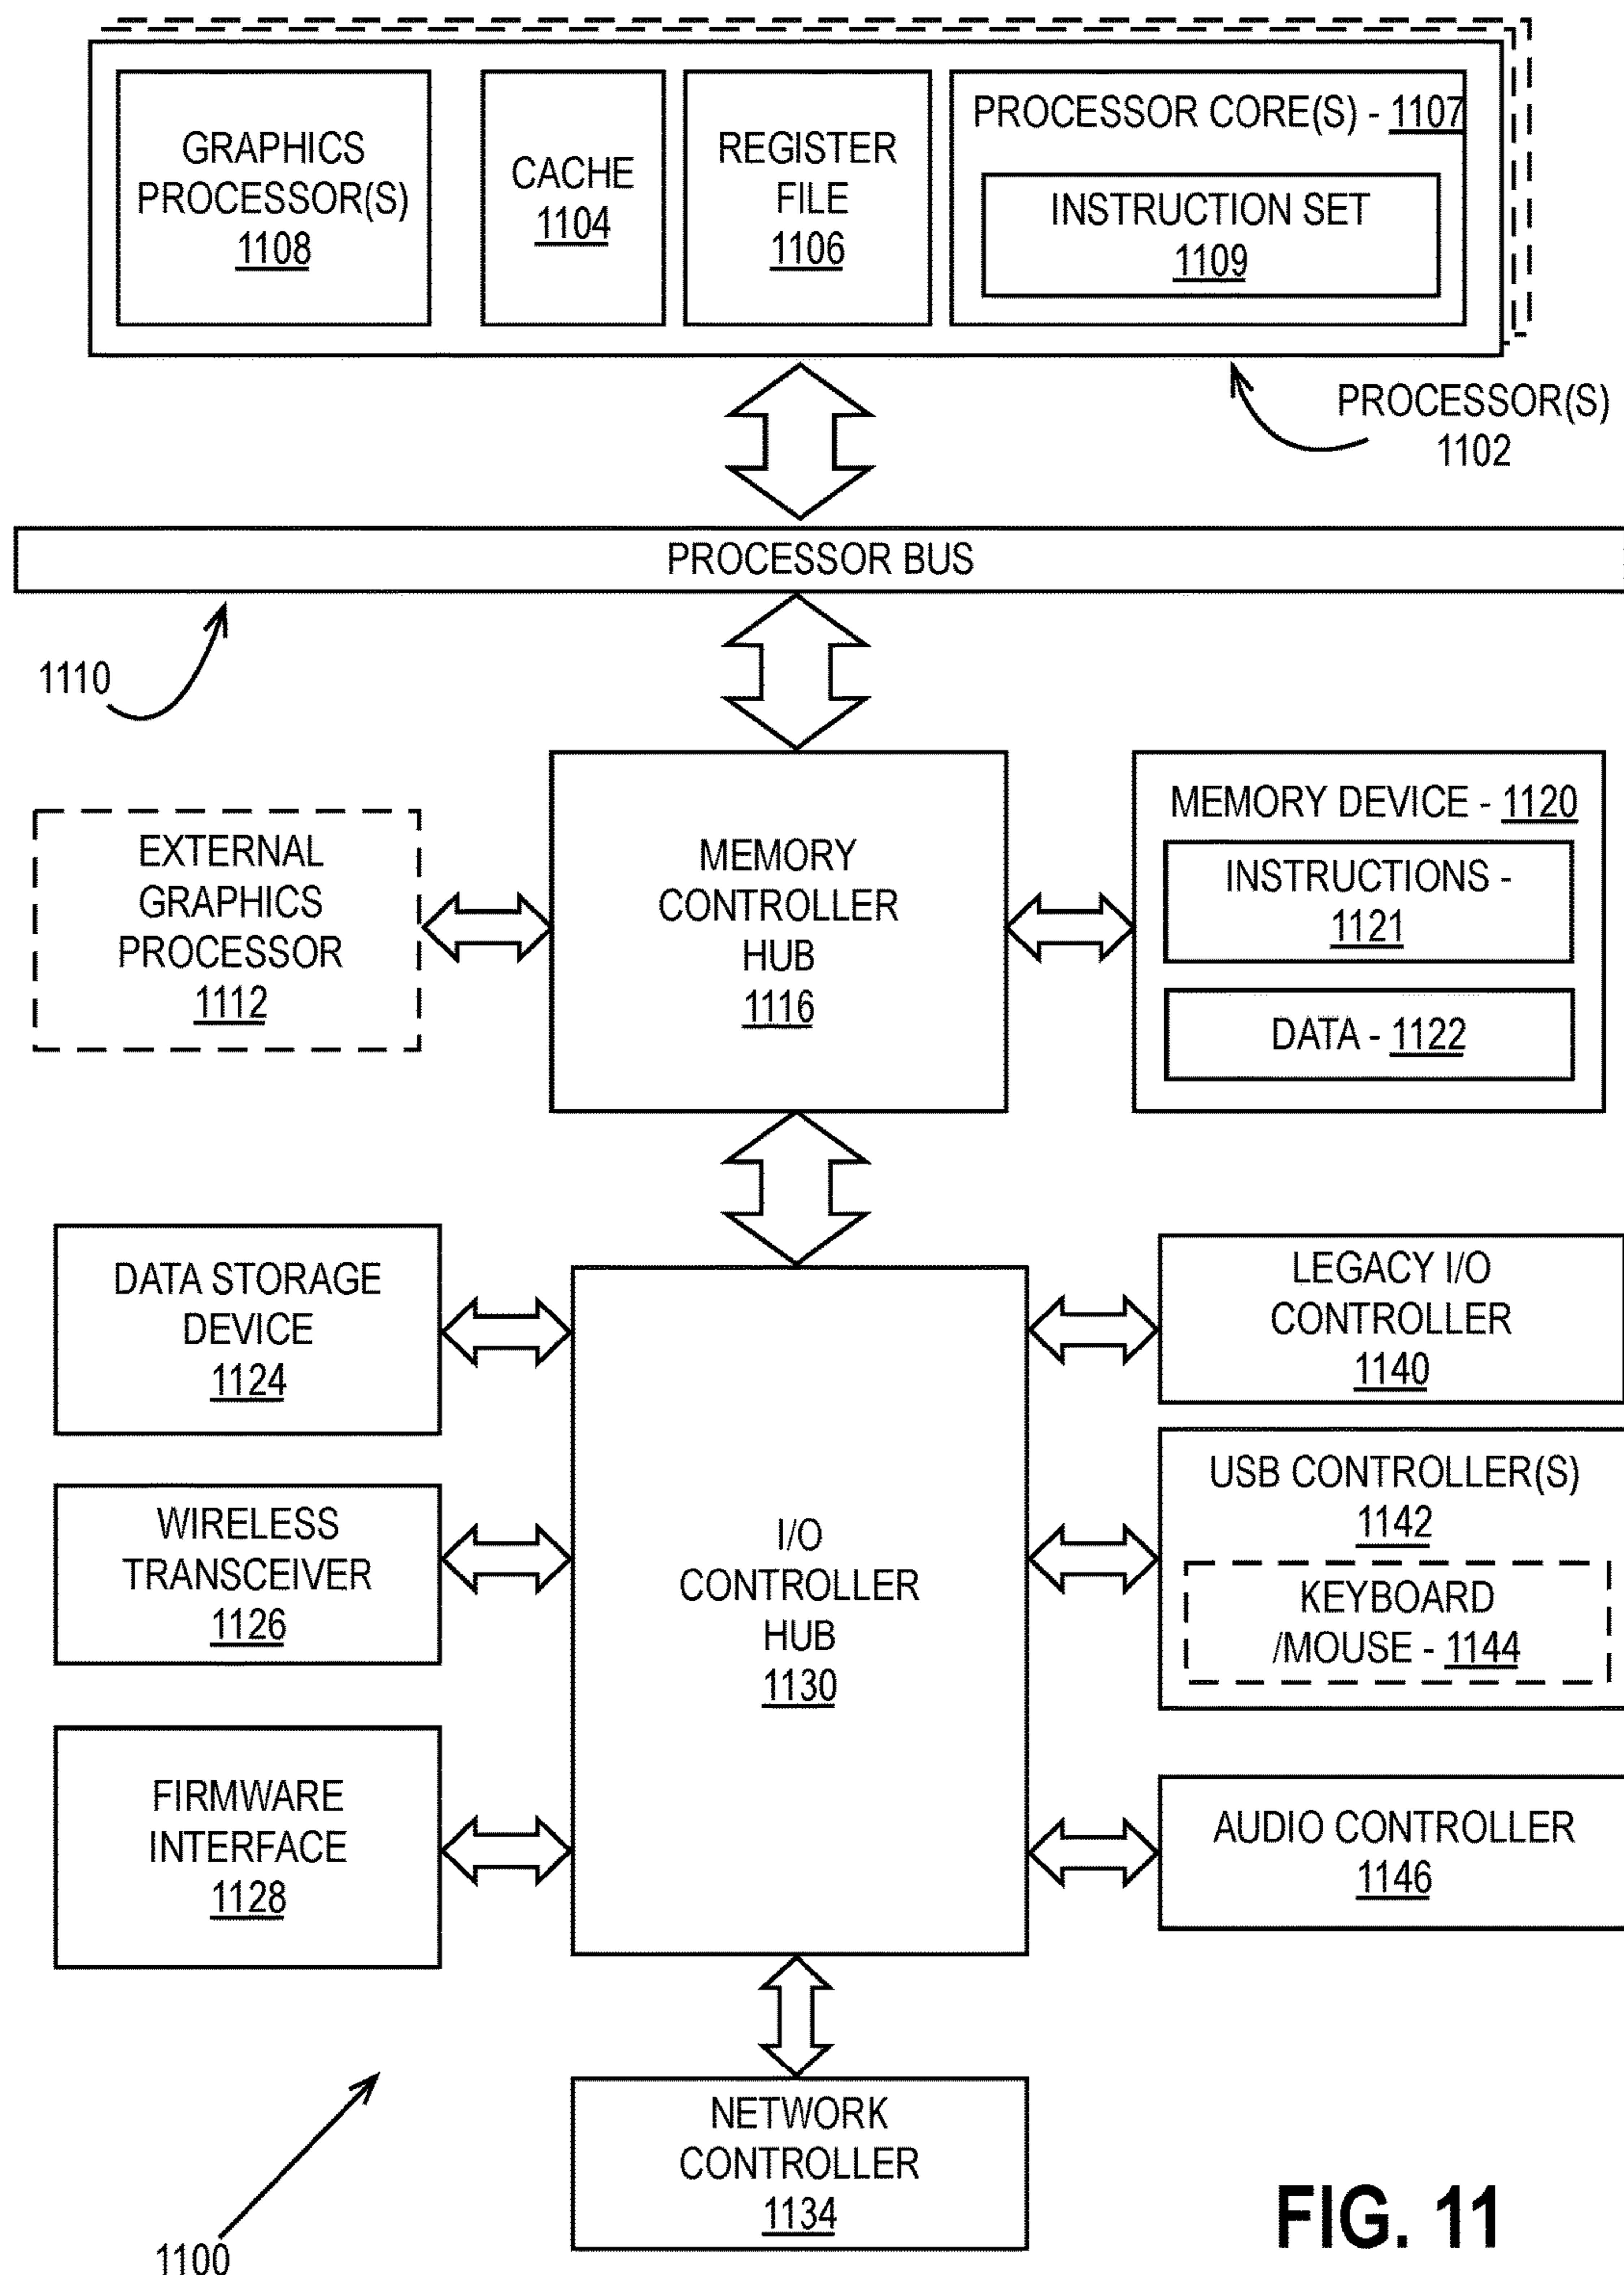 GRAPHICS
PROCESSOR(S)
1108
CACHE
1104
REGISTER
FILE
1106
PROCESSOR CORE(S) - 1107
INSTRUCTION SET
1109
PROCESSOR(S)
1102
PROCESSOR BUS
1110
EXTERNAL
GRAPHICS
PROCESSOR
1112
MEMORY
CONTROLLER
HUB
1116
MEMORY DEVICE - 1120
INSTRUCTIONS -
1121
DATA - 1122
DATA STORAGE
DEVICE
1124
LEGACY I/O
CONTROLLER
1140
WIRELESS
TRANSCEIVER
1126
I/O
CONTROLLER
HUB
1130
USB CONTROLLER(S)
1142
KEYBOARD
/MOUSE - 1144
FIRMWARE
INTERFACE
1128
AUDIO CONTROLLER
1146
NETWORK
CONTROLLER
1134
1100
FIG. 11